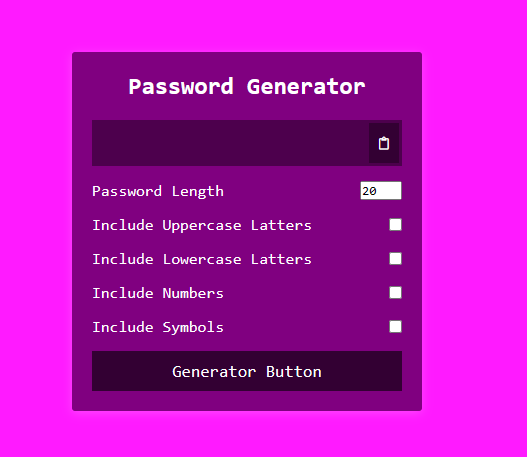 Password Generator
Password Length 20
Include Uppercase Latters
Include Lowercase Latters
Include Numbers
Include Symbols
Generator Button